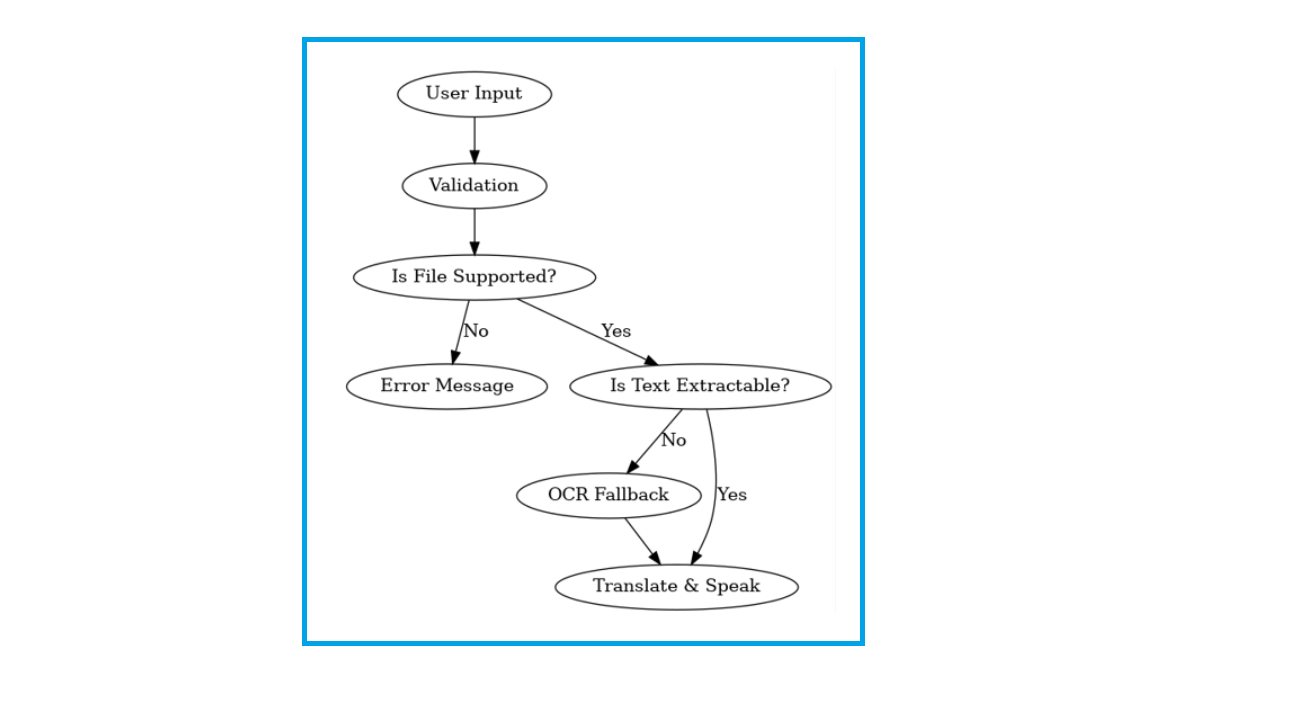 User Input
Validation
Is File Supported?
No
Yes
Error Message
Is Text Extractable?
No
OCR Fallback
Yes
Translate & Speak